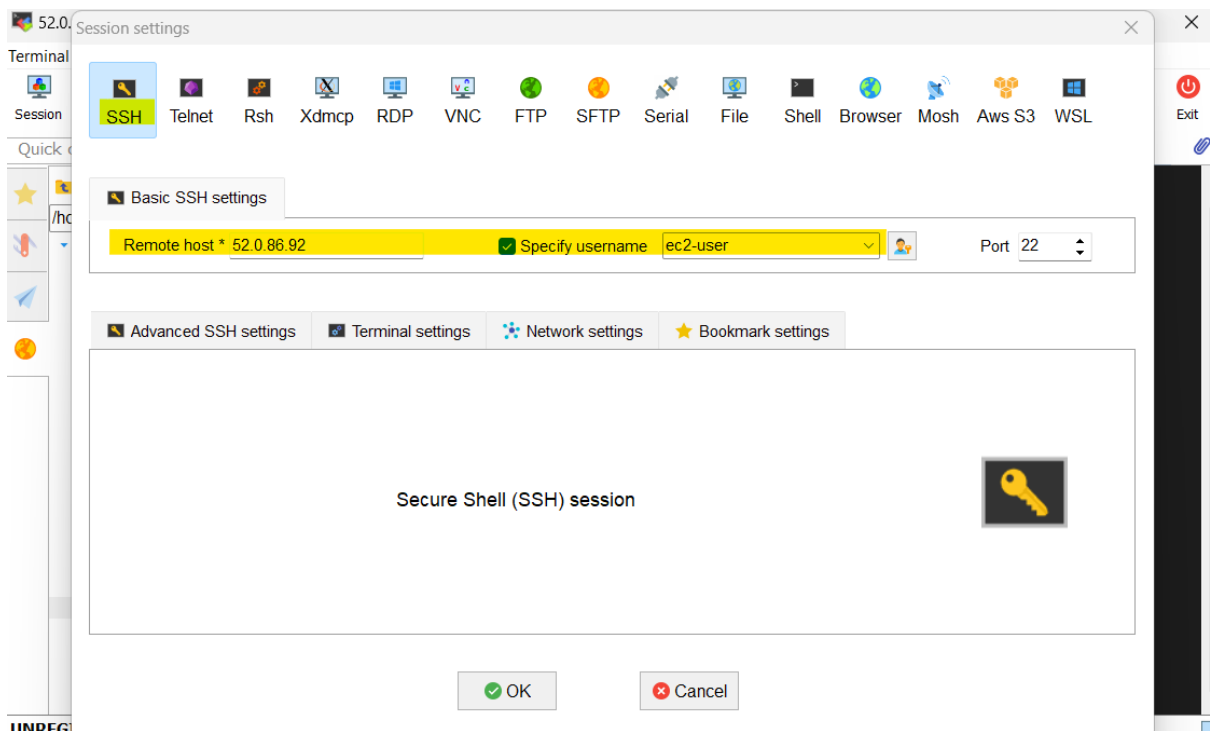 52.0.
Session settings
Terminal
Session
SSH Telnet Rsh Xdmcp RDP VNC FTP SFTP Serial File Shell Browser Mosh Aws S3 WSL
Exit
Quick
Basic SSH settings
/ho
Remote host * 52.0.86.92 Specify username ec2-user Port 22
Advanced SSH settings Terminal settings Network settings Bookmark settings
Secure Shell (SSH) session
OK Cancel
UNREGI